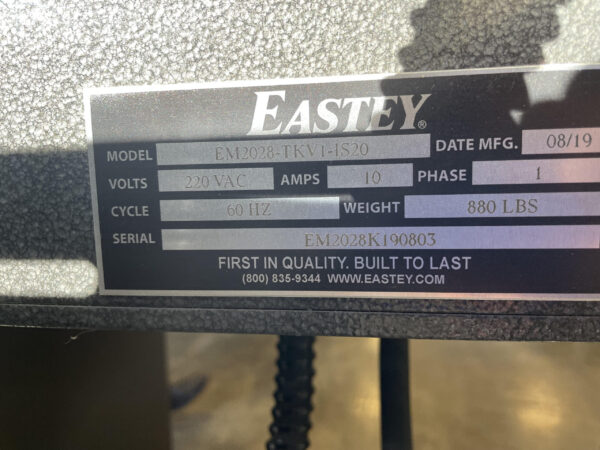 EASTEY®
MODEL EM2028-TKV1-IS20 DATE MFG. 08/19
VOLTS 220 VAC AMPS 10 PHASE 1
CYCLE 60 HZ WEIGHT 880 LBS
SERIAL EM2028K190803
FIRST IN QUALITY. BUILT TO LAST
(800) 835-9344 WWW.EASTEY.COM